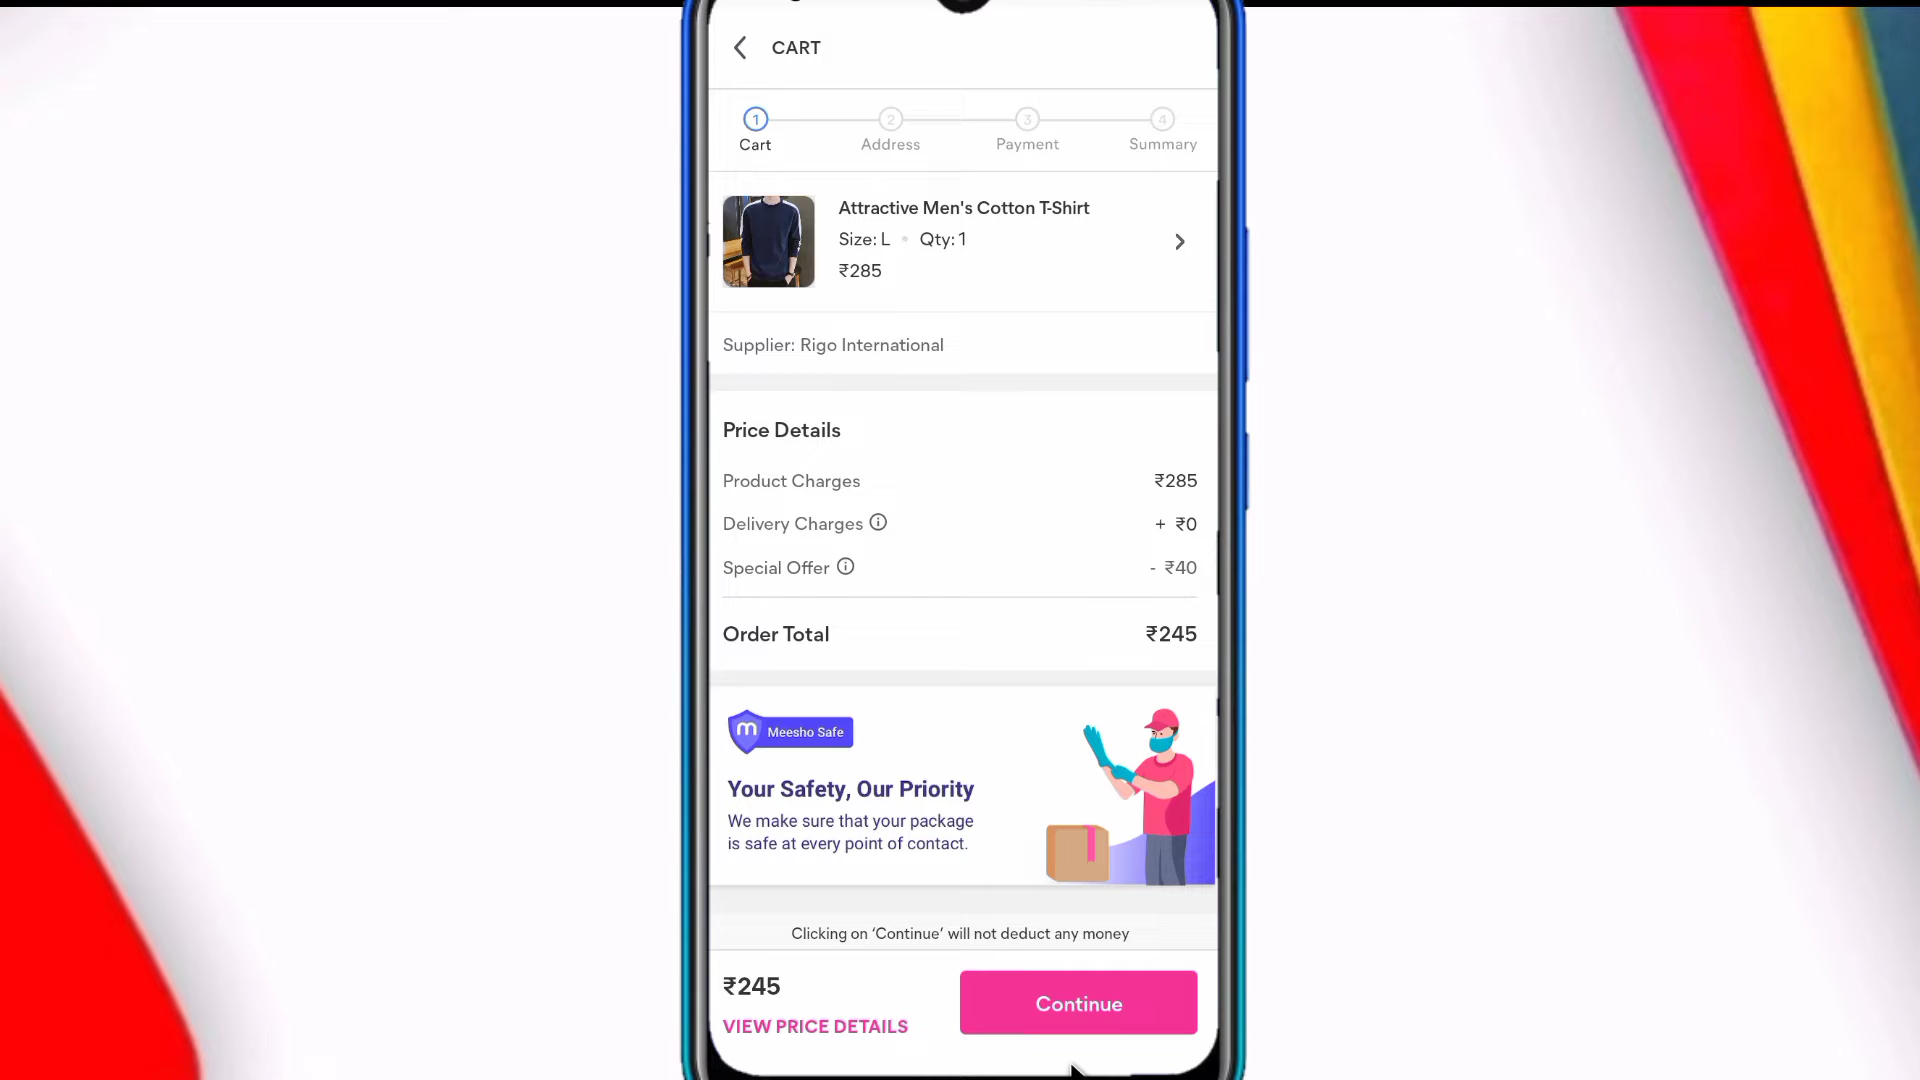 CART
1 2 3 4
Cart Address Payment Summary
Attractive Men's Cotton T-Shirt
Size: L • Qty: 1
₹285
Supplier: Rigo International
Price Details
Product Charges ₹285
Delivery Charges + ₹0
Special Offer - ₹40
Order Total ₹245
m Meesho Safe
Your Safety, Our Priority
We make sure that your package
is safe at every point of contact.
Clicking on ‘Continue’ will not deduct any money
₹245
Continue
VIEW PRICE DETAILS